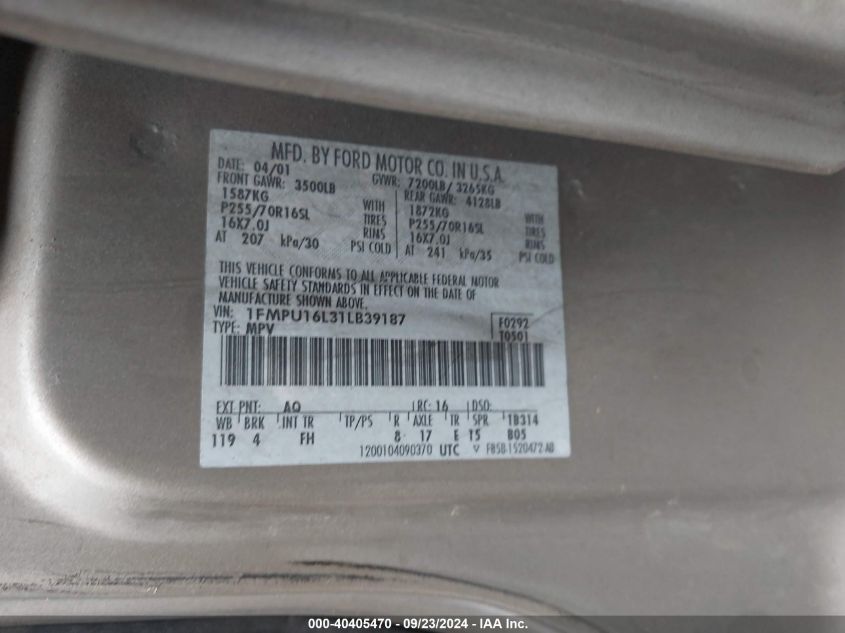 MFD. BY FORD MOTOR CO. IN U.S.A.
DATE: 04/01 GVWR: 7200LB/ 3265KG
FRONT GAWR: 3500LB REAR GAWR: 4128LB
1587KG WITH 1872KG WITH
P255/70R16SL TIRES P255/70R16SL TIRES
16X7.0J RIMS 16X7.0J RIMS
AT 207 kPa/30 PSI COLD AT 241 kPa/35 PSI COLD
THIS VEHICLE CONFORMS TO ALL APPLICABLE FEDERAL MOTOR
VEHICLE SAFETY STANDARDS IN EFFECT ON THE DATE OF
MANUFACTURE SHOWN ABOVE.
VIN: 1FMPU16L31LB39187 F0292
TYPE: MPV T0501
EXT PNT: AQ RC: 16 DSO:
WB BRK INT TR TP/PS R AXLE TR SPR 1B314
119 4 FH 8 17 E T5 B05
1200104090370 UTC V F85B-1520472-AB
000-40405470 - 09/23/2024 - IAA Inc.